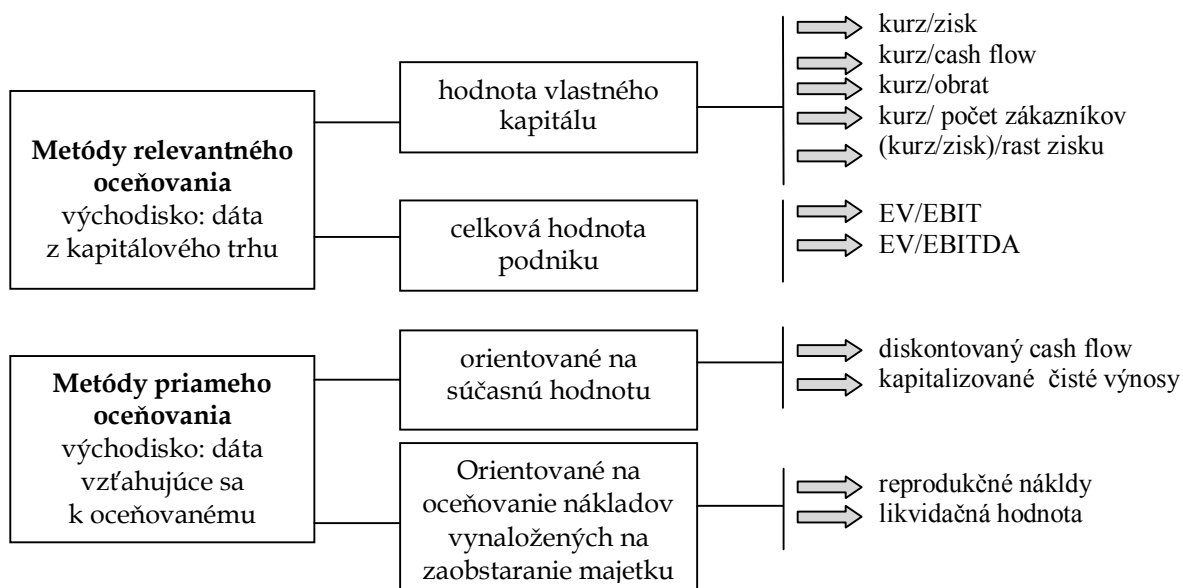 Metódy relevantného
oceňovania
východisko: dáta
z kapitálového trhu
hodnota vlastného
kapitálu
kurz/zisk
kurz/cash flow
kurz/obrat
kurz/ počet zákazníkov
(kurz/zisk)/rast zisku
celková hodnota
podniku
EV/EBIT
EV/EBITDA
Metódy priameho
oceňovania
východisko: dáta
vzťahujúce sa
k oceňovanému
orientované na
súčasnú hodnotu
diskontovaný cash flow
kapitalizované čisté výnosy
Orientované na
oceňovanie nákladov
vynaložených na
zaobstaranie majetku
reprodukčné nákldy
likvidačná hodnota